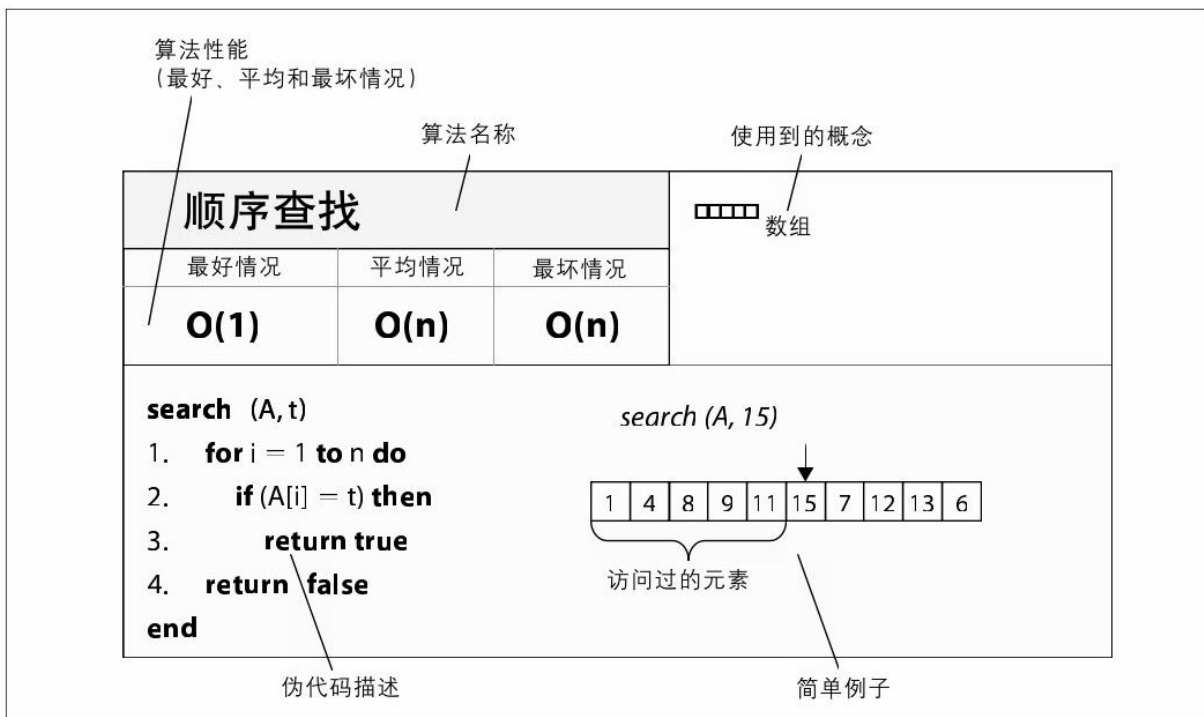 算法性能
(最好、平均和最坏情况)
算法名称
使用到的概念
顺序查找
数组
最好情况 平均情况 最坏情况
O(1) O(n) O(n)
search (A, t)
1. for i = 1 to n do
2. if (A[i] = t) then
3. return true
4. return false
end
search (A, 15)
1 4 8 9 11 15 7 12 13 6
访问过的元素
伪代码描述
简单例子